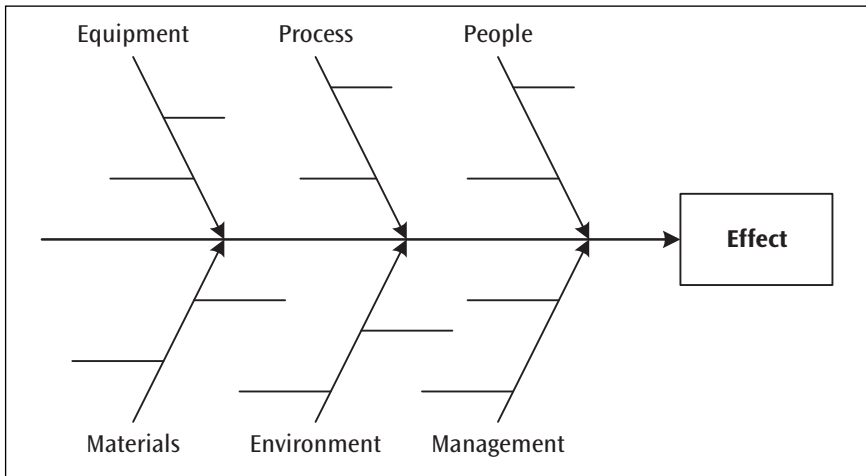 Equipment
Process
People
Effect
Materials
Environment
Management